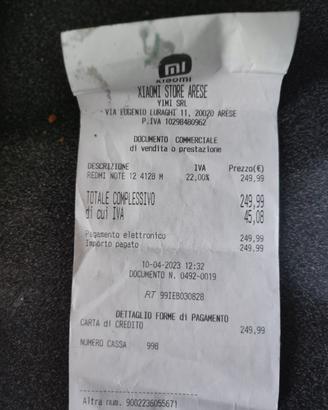 mi
xiaomi
XIAOMI STORE ARESE
YIMI SRL
VIA EUGENIO LURAGHI 11, 20020 ARESE
P.IVA 10298480962
DOCUMENTO COMMERCIALE
di vendita o prestazione
DESCRIZIONE IVA Prezzo(€)
REDMI NOTE 12 4128 M 22,00% 249,99
TOTALE COMPLESSIVO 249,99
di cui IVA 45,08
Pagamento elettronico 249,99
Importo pagato 249,99
10-04-2023 12:32
DOCUMENTO N. 0492-0019
RT 99IEB030828
DETTAGLIO FORME di PAGAMENTO
CARTA di CREDITO 249,99
NUMERO CASSA 998
Altra num. 9002236055671